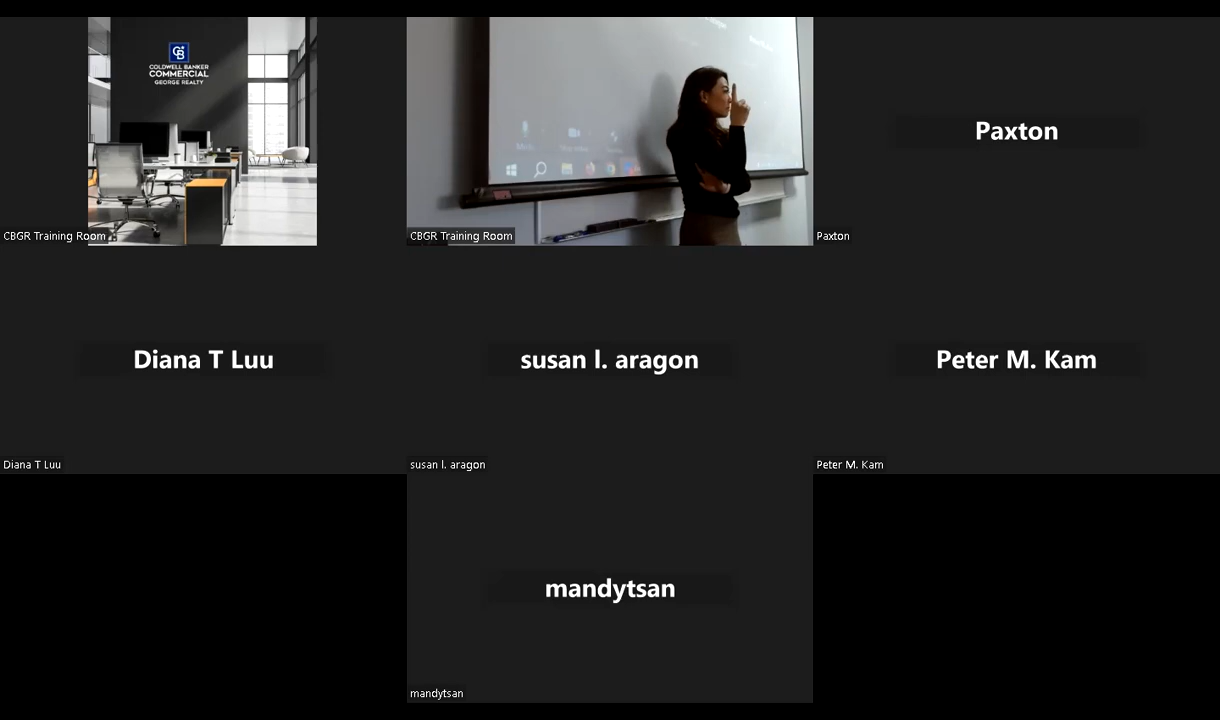 COLDWELL BANKER
COMMERCIAL
GEORGE REALTY
CBGR Training Room
CBGR Training Room
Paxton
Paxton
Diana T Luu
Diana T Luu
susan l. aragon
susan l. aragon
Peter M. Kam
Peter M. Kam
mandytsan
mandytsan